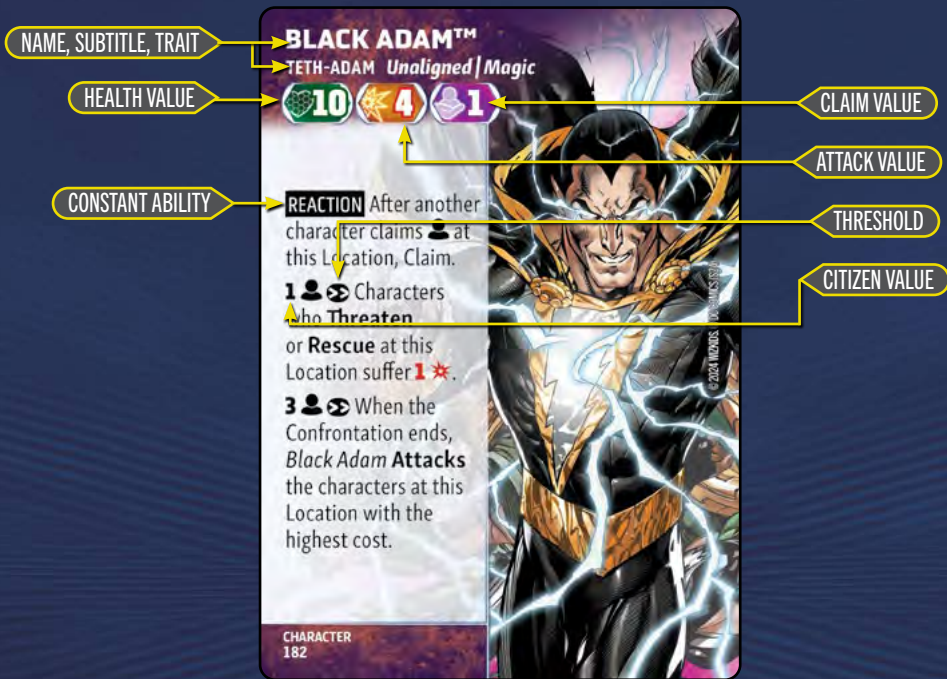 NAME, SUBTITLE, TRAIT
BLACK ADAM™
TETH-ADAM Unaligned | Magic
HEALTH VALUE
10 4 1
CLAIM VALUE
ATTACK VALUE
CONSTANT ABILITY
REACTION After another
character claims at
this Location, Claim.
THRESHOLD
CITIZEN VALUE
1 Characters
who Threaten
or Rescue at this
Location suffer 1 .
3 When the
Confrontation ends,
Black Adam Attacks
the characters at this
Location with the
highest cost.
CHARACTER
182
© 2024 WIZKIDS.